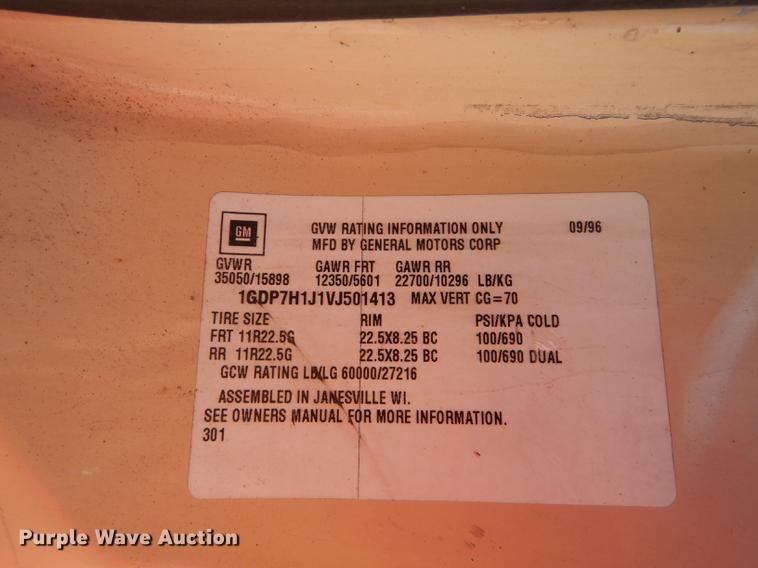 GM
GVW RATING INFORMATION ONLY 09/96
MFD BY GENERAL MOTORS CORP
GVWR GAWR FRT GAWR RR
35050/15898 12350/5601 22700/10296 LB/KG
1GDP7H1J1VJ501413 MAX VERT CG=70
TIRE SIZE RIM PSI/KPA COLD
FRT 11R22.5G 22.5X8.25 BC 100/690
RR 11R22.5G 22.5X8.25 BC 100/690 DUAL
GCW RATING LB/LG 60000/27216
ASSEMBLED IN JANESVILLE WI.
SEE OWNERS MANUAL FOR MORE INFORMATION.
301
Purple Wave Auction